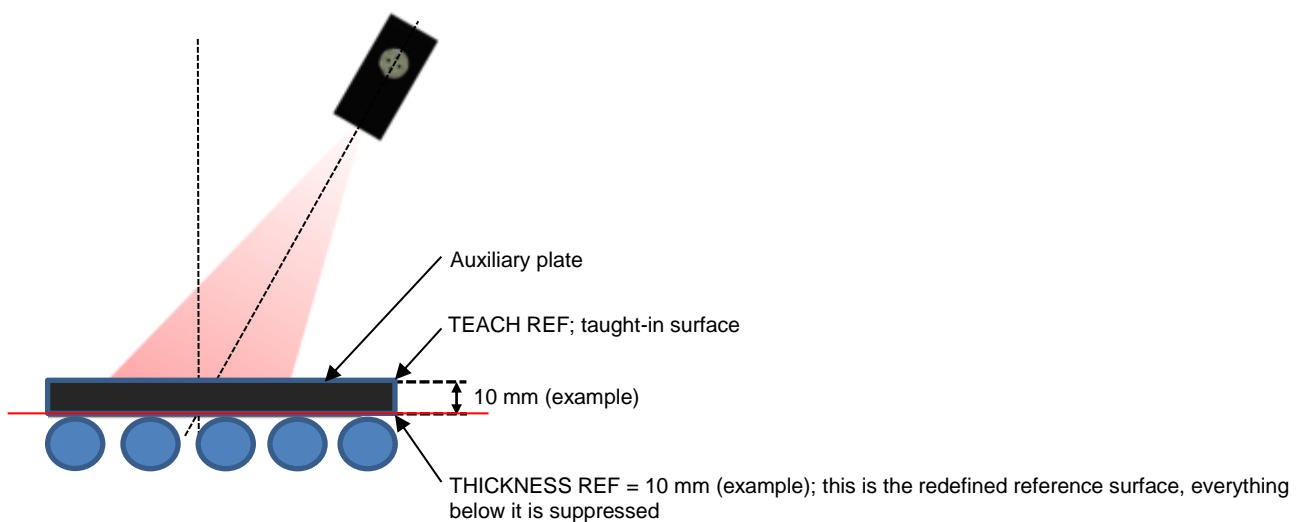 Auxiliary plate
TEACH REF; taught-in surface
10 mm (example)
THICKNESS REF = 10 mm (example); this is the redefined reference surface, everything
below it is suppressed